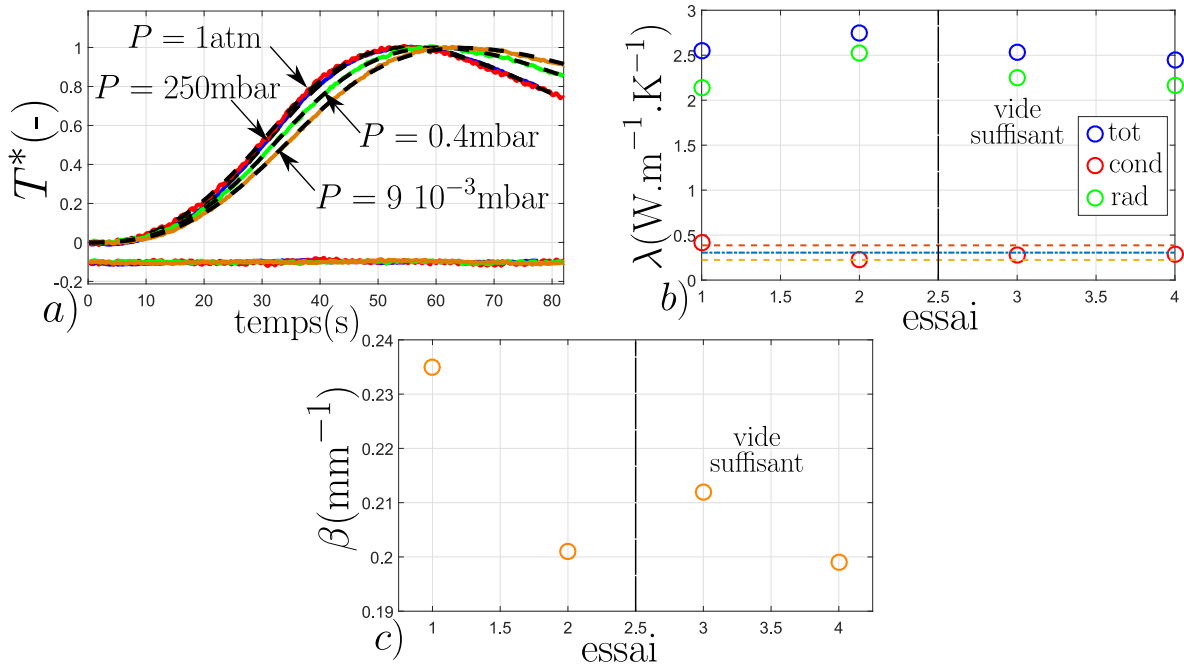 P = 1atm
P = 250mbar
P = 0.4mbar
P = 9 10⁻³mbar
T*(-)
1
0.8
0.6
0.4
0.2
0
-0.2
0 10 20 30 40 50 60 70 80
temps(s)
a)
λ(W.m⁻¹.K⁻¹)
3
2.5
2
1.5
1
0.5
0
vide
suffisant
tot
cond
rad
1 1.5 2 2.5 3 3.5 4
essai
b)
β(mm⁻¹)
0.24
0.23
0.22
0.21
0.2
0.19
vide
suffisant
1 2 2.5 3 4
essai
c)